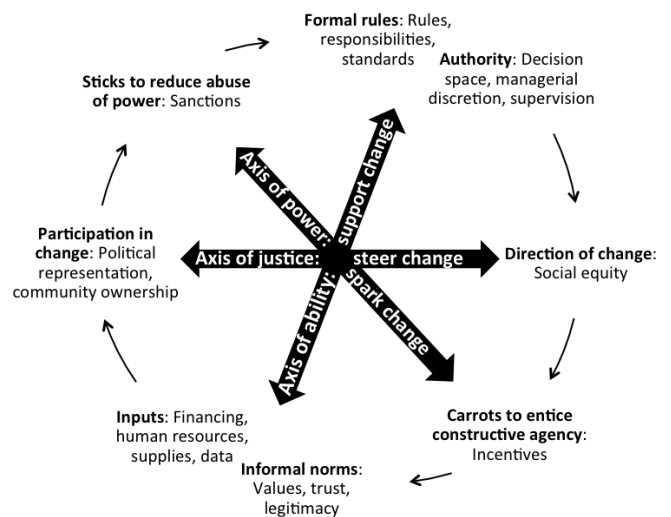 Formal rules: Rules,
responsibilities,
standards
Authority: Decision
space, managerial
discretion, supervision
Sticks to reduce abuse
of power: Sanctions
Axis of power: spark change
Axis of ability: support change
Participation in
change: Political
representation,
community ownership
Axis of justice: steer change
Direction of change:
Social equity
Inputs: Financing,
human resources,
supplies, data
Carrots to entice
constructive agency:
Incentives
Informal norms:
Values, trust,
legitimacy